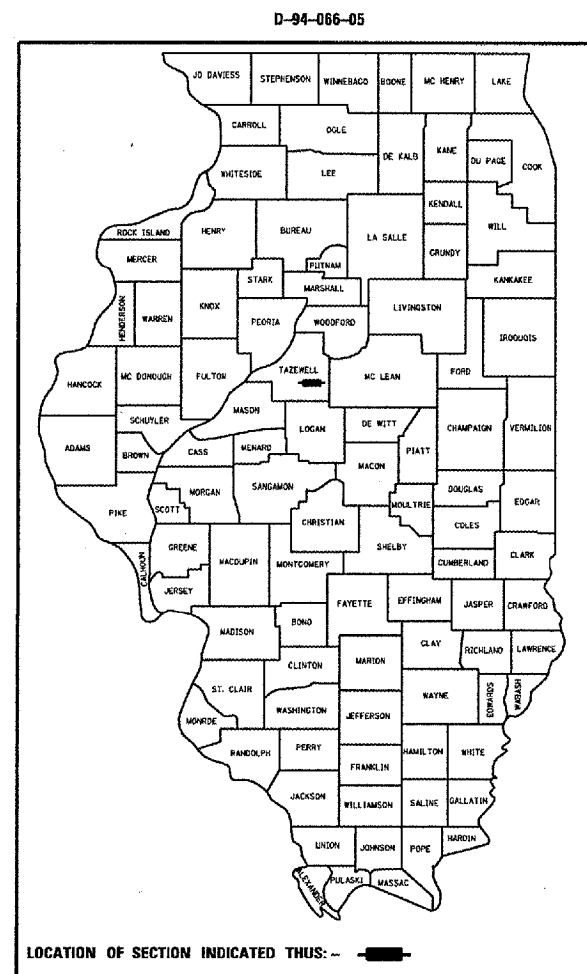 D-94-066-05
JO DAVIESS STEPHENSON WINNEBAGO BOONE MC HENRY LAKE
CARROLL OGLE
DE KALB KANE DU PAGE COOK
WHITESIDE LEE
KENDALL WILL
ROCK ISLAND HENRY BUREAU LA SALLE GRUNDY
MERCER PUTNAM KANKAKEE
STARK MARSHALL
HENDERSON WARREN KNOX PEORIA WOODFORD LIVINGSTON IROQUOIS
TAZEWELL MC LEAN FORD
HANCOCK MC DONOUGH FULTON
MASON
SCHUYLER LOGAN DE WITT CHAMPAIGN VERMILION
ADAMS BROWN CASS MENARD PIATT
MACON
PIKE SCOTT MORGAN SANGAMON MOULTRIE DOUGLAS EDGAR
CHRISTIAN COLES
GREENE SHELBY
CALHOUN MACOUPIN MONTGOMERY CUMBERLAND CLARK
JERSEY FAYETTE EFFINGHAM JASPER CRAWFORD
MADISON BOND
CLAY RICHLAND LAWRENCE
CLINTON MARION
ST. CLAIR WAYNE EDWARDS WABASH
WASHINGTON JEFFERSON
MONROE
RANDOLPH PERRY HAMILTON WHITE
FRANKLIN
JACKSON WILLIAMSON SALINE GALLATIN
UNION JOHNSON POPE HARDIN
ALEXANDER PULASKI MASSAC
LOCATION OF SECTION INDICATED THUS: -